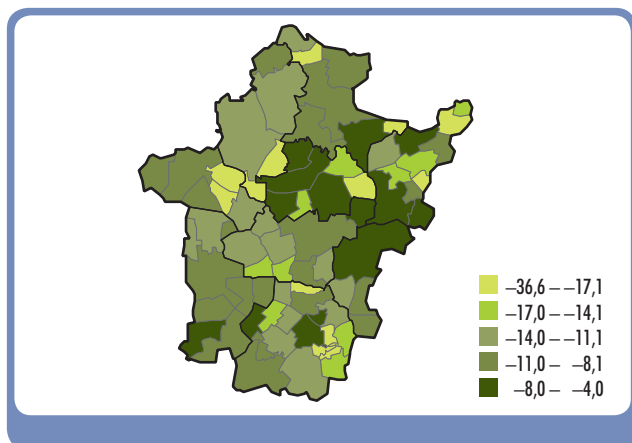 –36,6 – –17,1
–17,0 – –14,1
–14,0 – –11,1
–11,0 – –8,1
–8,0 – –4,0